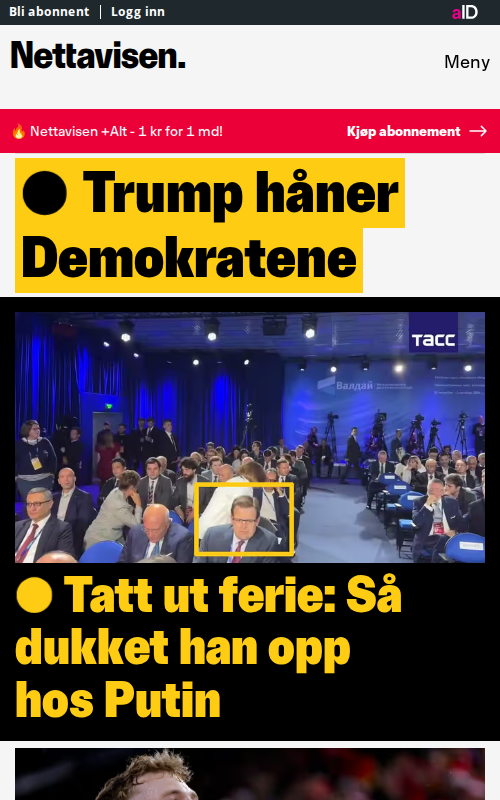 Bli abonnent
Logg inn
aID
Nettavisen.
Meny
🔥 Nettavisen +Alt - 1 kr for 1 md!
Kjøp abonnement →
Trump håner
Demokratene
ТАСС
Валдай
Tatt ut ferie: Så
dukket han opp
hos Putin